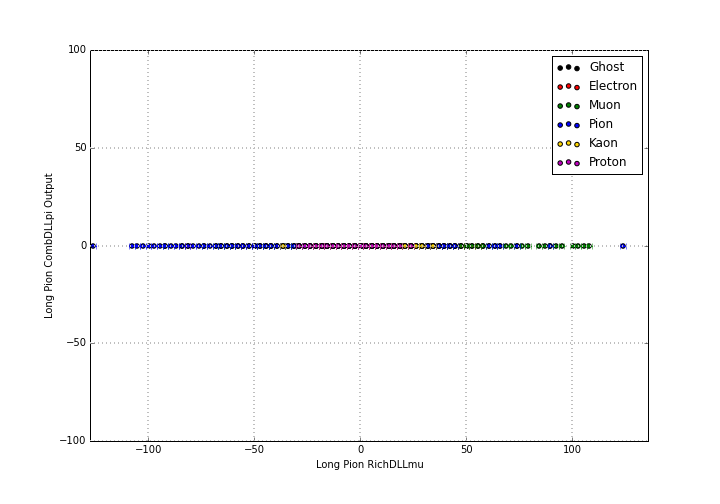 100
50
0
−50
−100
−100
−50
0
50
100
Long Pion CombDLLpi Output
Long Pion RichDLLmu
Ghost
Electron
Muon
Pion
Kaon
Proton